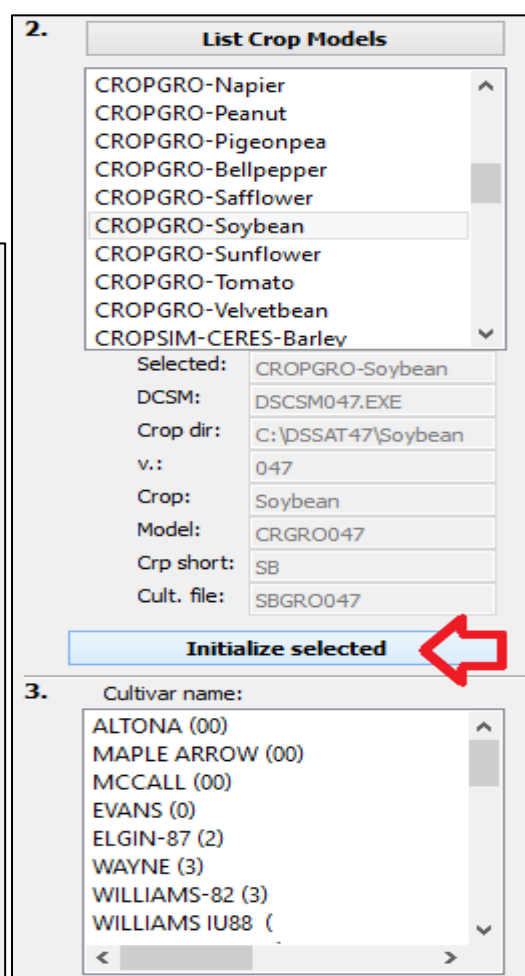 2.
List Crop Models
CROPGRO-Napier
CROPGRO-Peanut
CROPGRO-Pigeonpea
CROPGRO-Bellpepper
CROPGRO-Safflower
CROPGRO-Soybean
CROPGRO-Sunflower
CROPGRO-Tomato
CROPGRO-Velvetbean
CROPSIM-CERES-Barley
Selected: CROPGRO-Soybean
DCSM: DSCSM047.EXE
Crop dir: C:\DSSAT47\Soybean
v.: 047
Crop: Soybean
Model: CRGRO047
Crp short: SB
Cult. file: SBGRO047
Initialize selected
3. Cultivar name:
ALTONA (00)
MAPLE ARROW (00)
MCCALL (00)
EVANS (0)
ELGIN-87 (2)
WAYNE (3)
WILLIAMS-82 (3)
WILLIAMS IU88 (